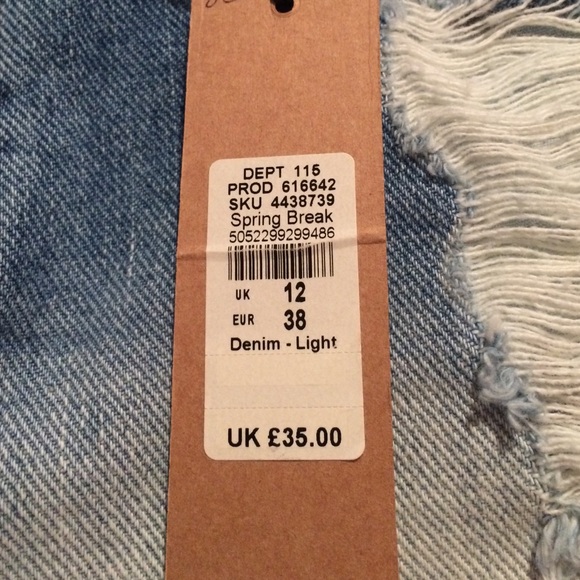 DEPT 115
PROD 616642
SKU 4438739
Spring Break
5052299299486
UK 12
EUR 38
Denim - Light
UK £35.00